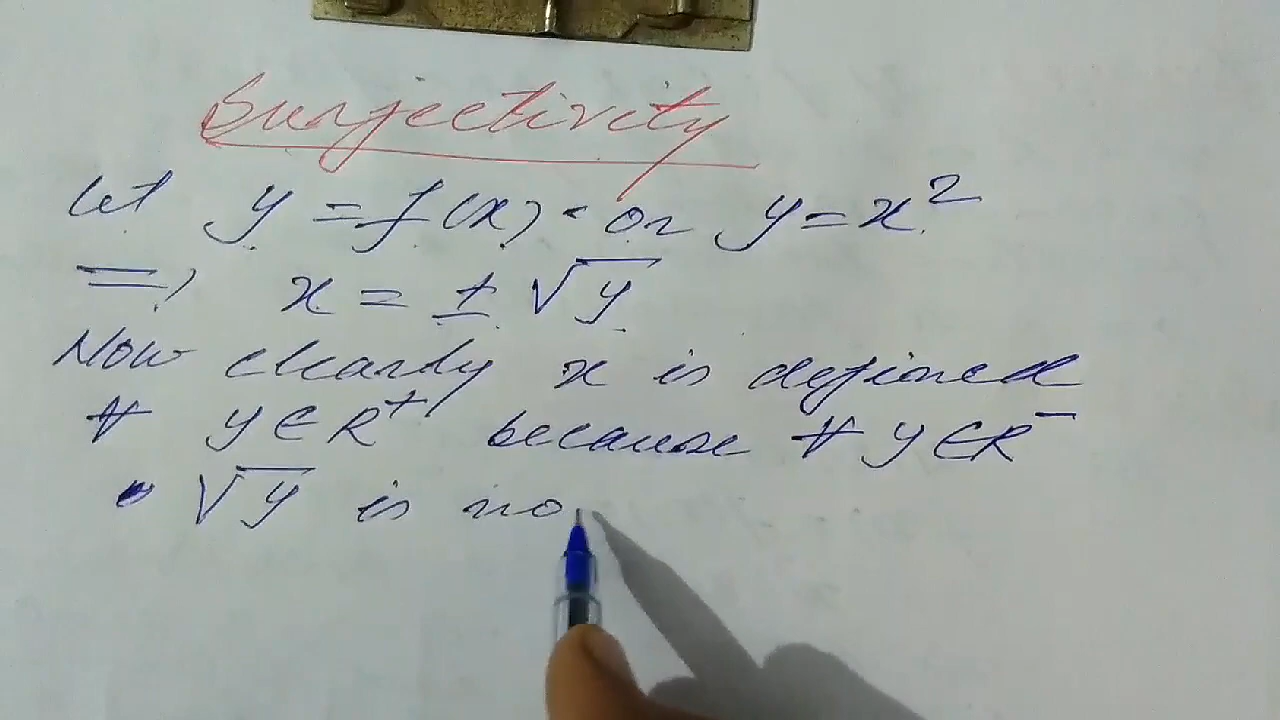 Surjectivity
Let y = f(x) or y = x²
⇒ x = ± √y
Now clearly x is defined
∀ y ∈ R⁺ because ∀ y ∈ R⁻
√y is no